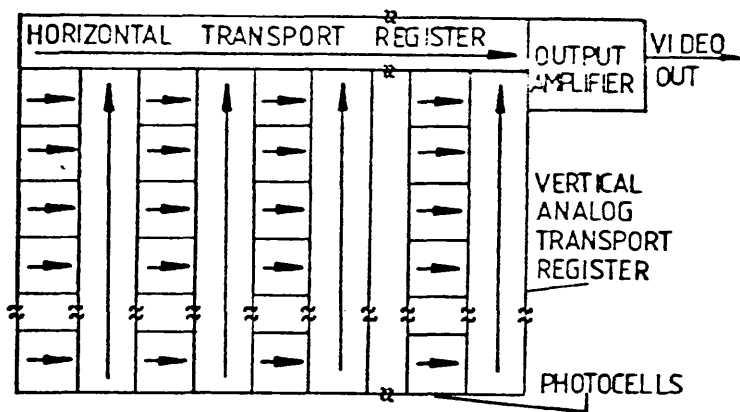 HORIZONTAL TRANSPORT REGISTER
OUTPUT
AMPLIFIER
VIDEO
OUT
VERTICAL
ANALOG
TRANSPORT
REGISTER
PHOTOCELLS